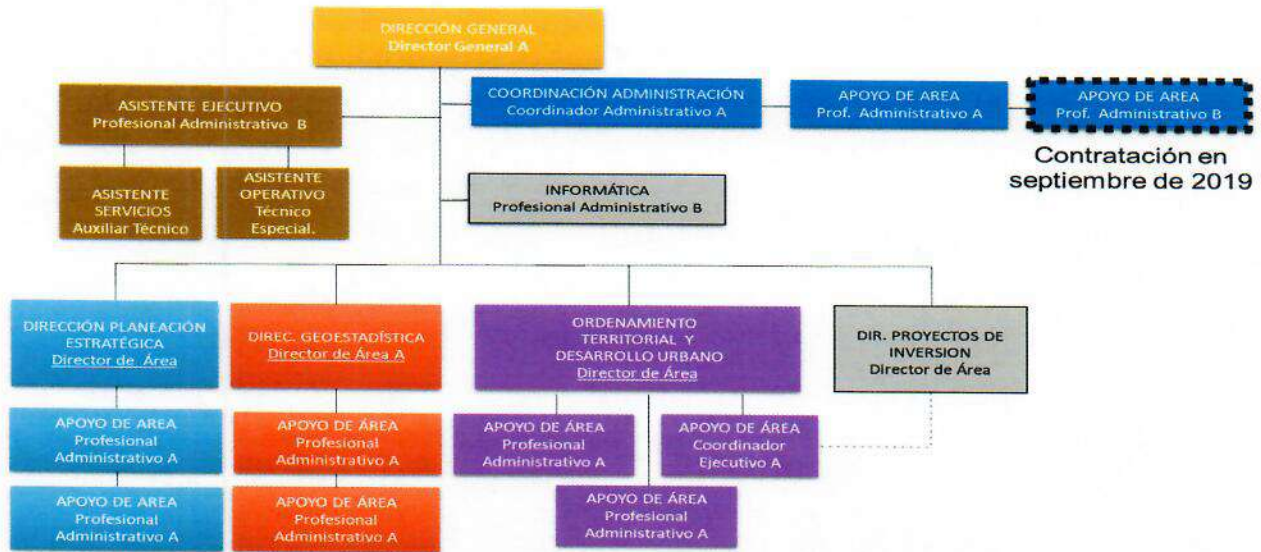 DIRECCIÓN GENERAL
Director General A
ASISTENTE EJECUTIVO
Profesional Administrativo B
COORDINACIÓN ADMINISTRACIÓN
Coordinador Administrativo A
APOYO DE AREA
Prof. Administrativo A
APOYO DE AREA
Prof. Administrativo B
Contratación en
septiembre de 2019
ASISTENTE
SERVICIOS
Auxiliar Técnico
ASISTENTE
OPERATIVO
Técnico
Especial.
INFORMÁTICA
Profesional Administrativo B
DIRECCIÓN PLANEACIÓN
ESTRATÉGICA
Director de Área
DIREC. GEOESTADÍSTICA
Director de Área A
ORDENAMIENTO
TERRITORIAL Y
DESARROLLO URBANO
Director de Área
DIR. PROYECTOS DE
INVERSION
Director de Área
APOYO DE AREA
Profesional
Administrativo A
APOYO DE ÁREA
Profesional
Administrativo A
APOYO DE ÁREA
Profesional
Administrativo A
APOYO DE ÁREA
Coordinador
Ejecutivo A
APOYO DE AREA
Profesional
Administrativo A
APOYO DE ÁREA
Profesional
Administrativo A
APOYO DE ÁREA
Profesional
Administrativo A